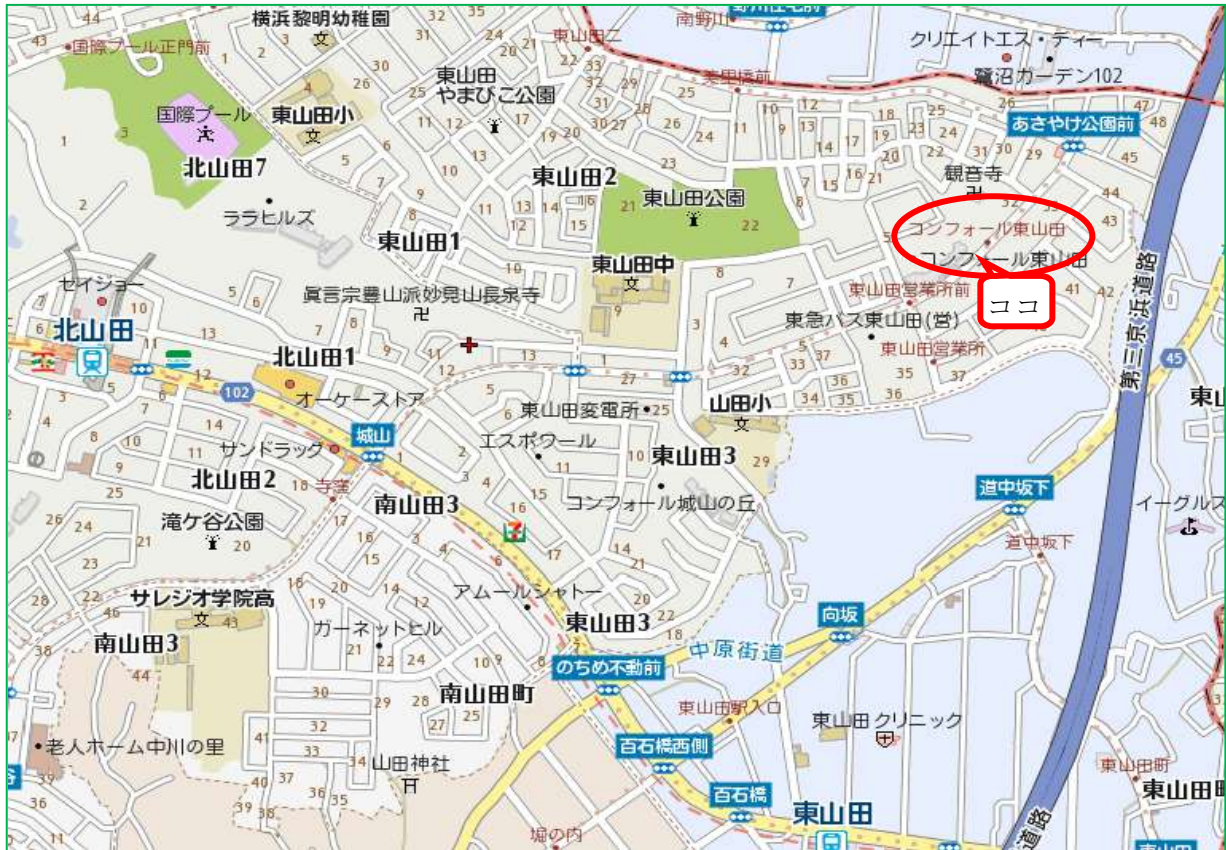 横浜黎明幼稚園
南野川
野川住宅前
国際プール正門前
東山田二
クリエイトエス・ティー
鷺沼ガーデン102
美里橋前
東山田
やまびこ公園
国際プール
東山田小
あさやけ公園前
北山田7
観音寺
東山田2
東山田公園
ララヒルズ
コンフォール東山田
コンフォール東山田
東山田1
東山田中
セイジョー
眞言宗豊山派妙見山長泉寺
東山田営業所前
ココ
第三京浜道路
東急バス東山田(営)
北山田
北山田1
東山田営業所
45
102
オーケーストア
東山田変電所
山田小
城山
サンドラッグ
エスポワール
東山田3
北山田2
寺窪
南山田3
コンフォール城山の丘
道中坂下
イーグルス
滝ケ谷公園
道中坂下
サレジオ学院高
アムールシャトー
ガーネットヒル
東山田3
向坂
南山田3
中原街道
のちめ不動前
南山田町
東山田駅入口
東山田クリニック
老人ホーム中川の里
百石橋西側
山田神社
東山田町
百石橋
東山田
堀の内
道路
東山田